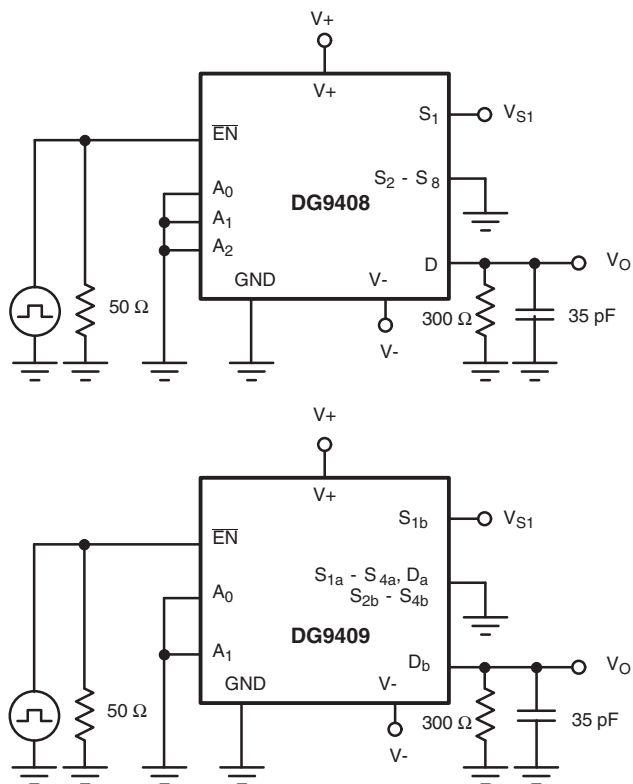 V+
V+
EN
S1
VS1
A0
S2 - S8
A1
DG9408
A2
D
VO
GND
V-
50 Ω
300 Ω
35 pF
V-
V+
V+
EN
S1b
VS1
A0
S1a - S4a, Da
S2b - S4b
DG9409
A1
Db
VO
GND
V-
50 Ω
300 Ω
35 pF
V-